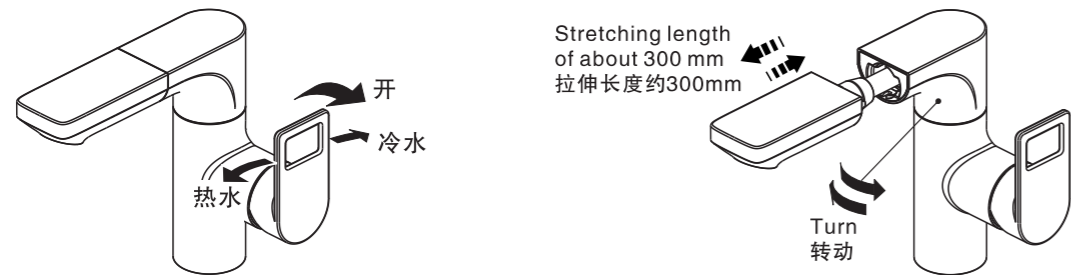 开
冷水
热水
Stretching length
of about 300 mm
拉伸长度约300mm
Turn
转动